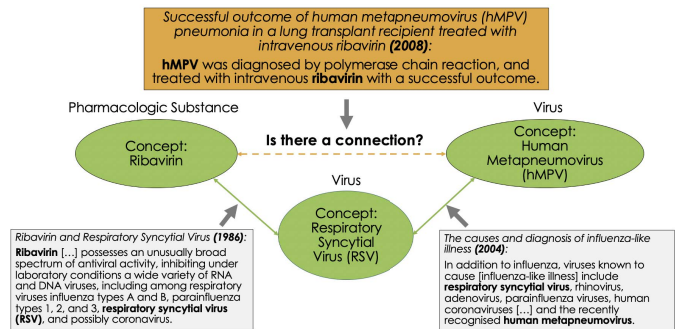 Successful outcome of human metapneumovirus (hMPV)
pneumonia in a lung transplant recipient treated with
intravenous ribavirin (2008):
hMPV was diagnosed by polymerase chain reaction, and
treated with intravenous ribavirin with a successful outcome.
Pharmacologic Substance
Virus
Is there a connection?
Concept:
Ribavirin
Concept:
Human
Metapneumovirus
(hMPV)
Virus
Concept:
Respiratory
Syncytial
Virus (RSV)
Ribavirin and Respiratory Syncytial Virus (1986):
Ribavirin [...] possesses an unusually broad
spectrum of antiviral activity, inhibiting under
laboratory conditions a wide variety of RNA
and DNA viruses, including among respiratory
viruses influenza types A and B, parainfluenza
types 1, 2, and 3, respiratory syncytial virus
(RSV), and possibly coronavirus.
The causes and diagnosis of influenza-like
illness (2004):
In addition to influenza, viruses known to
cause [influenza-like illness] include
respiratory syncytial virus, rhinovirus,
adenovirus, parainfluenza viruses, human
coronaviruses [...] and the recently
recognised human metapneumovirus.